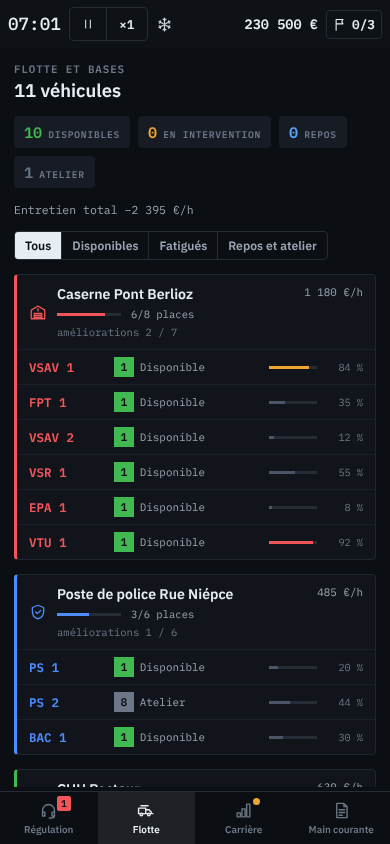 07:01 ×1 230 500 € 0/3
FLOTTE ET BASES
11 véhicules
10 DISPONIBLES 0 EN INTERVENTION 0 REPOS
1 ATELIER
Entretien total −2 395 €/h
Tous Disponibles Fatigués Repos et atelier
Caserne Pont Berlioz 1 180 €/h
6/8 places
améliorations 2 / 7
VSAV 1 1 Disponible 84 %
FPT 1 1 Disponible 35 %
VSAV 2 1 Disponible 12 %
VSR 1 1 Disponible 55 %
EPA 1 1 Disponible 8 %
VTU 1 1 Disponible 92 %
Poste de police Rue Niépce 485 €/h
3/6 places
améliorations 1 / 6
PS 1 1 Disponible 20 %
PS 2 8 Atelier 44 %
BAC 1 1 Disponible 30 %
1
Régulation Flotte Carrière Main courante